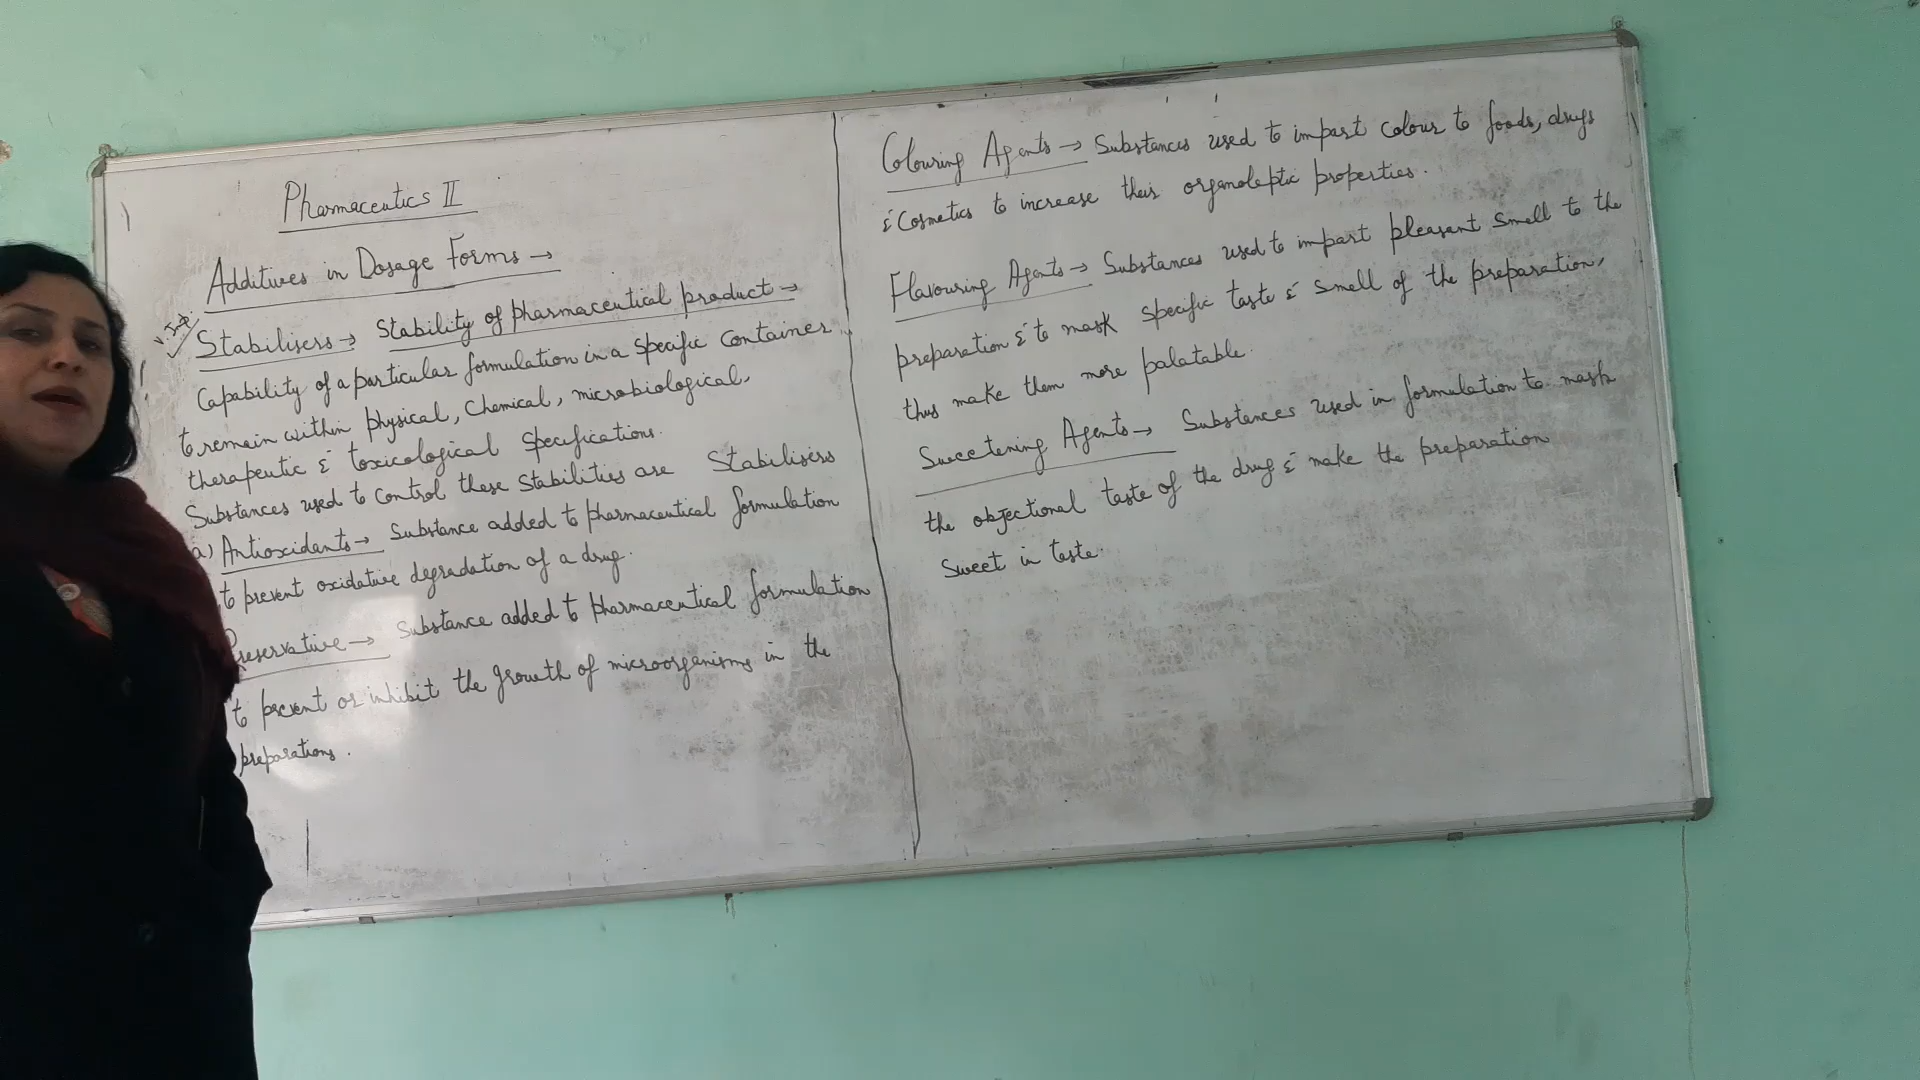 Pharmaceutics II
Additives in Dosage Forms →
V. Imp.
Stabilisers → Stability of pharmaceutical product →
Capability of a particular formulation in a specific container
to remain within physical, chemical, microbiological,
therapeutic & toxicological specifications.
Substances used to control these stabilities are Stabilisers
a) Antioxidants → Substance added to pharmaceutical formulation
to prevent oxidative degradation of a drug.
Preservative → Substance added to pharmaceutical formulation
to prevent or inhibit the growth of microorganisms in the
preparations.
Colouring Agents → Substances used to impart colour to foods, drugs
& Cosmetics to increase their organoleptic properties.
Flavouring Agents → Substances used to impart pleasant smell to the
preparation & to mask specific taste & smell of the preparation,
thus make them more palatable.
Sweetening Agents → Substances used in formulation to mask
the objectional taste of the drug & make the preparation
sweet in taste.